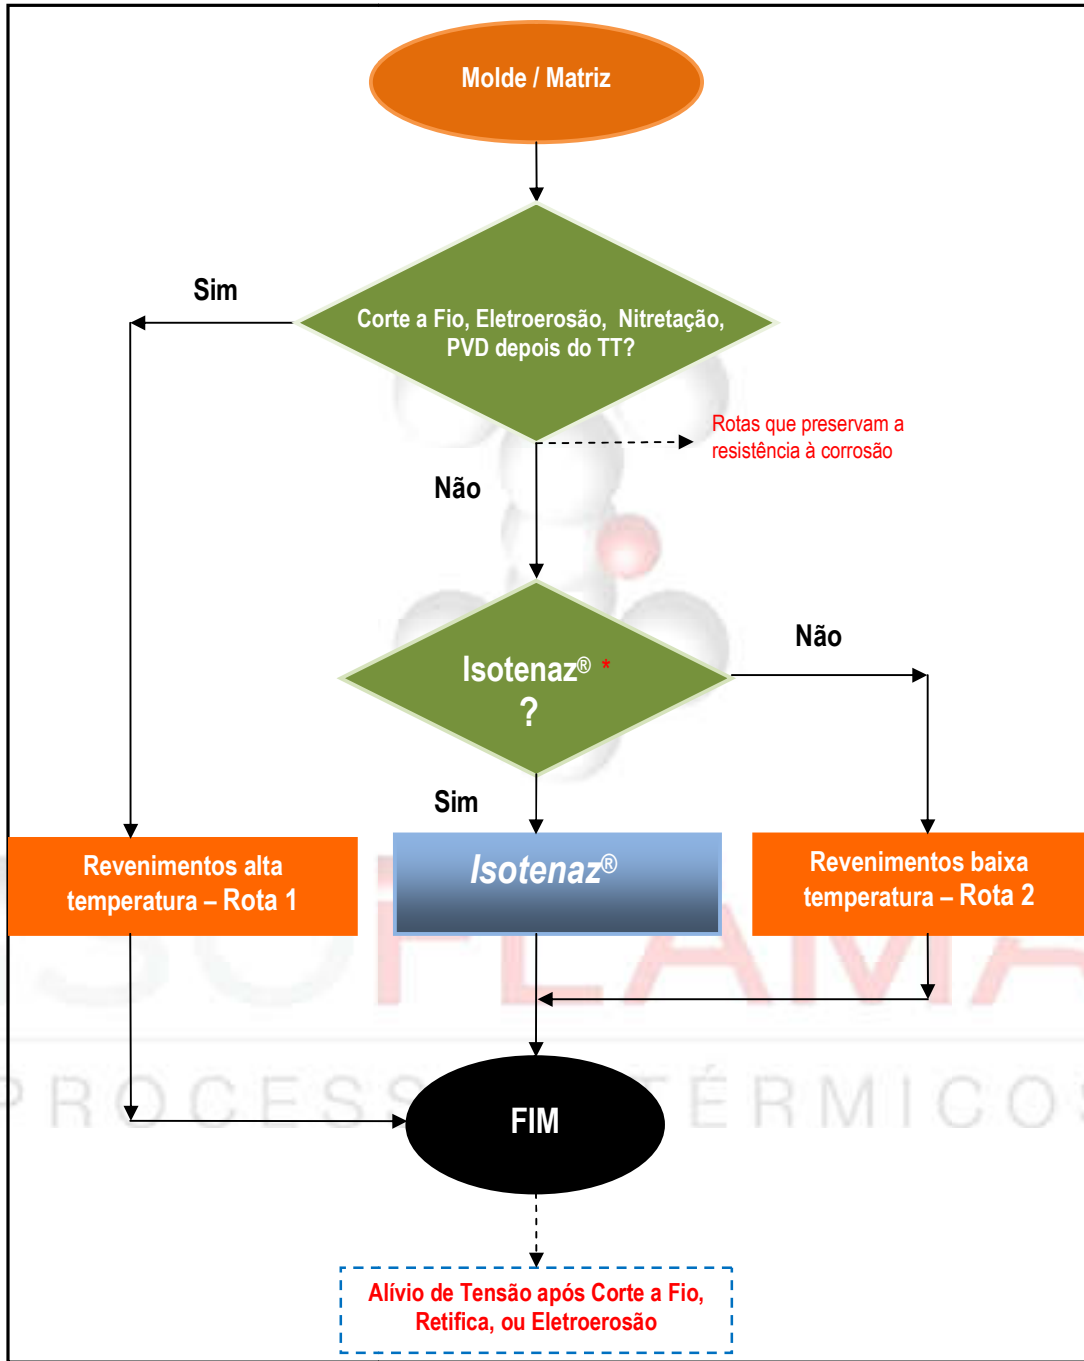 Molde / Matriz
Sim
Corte a Fio, Eletroerosão, Nitretação,
PVD depois do TT?
Rotas que preservam a
resistência à corrosão
Não
Isotenaz® *
?
Não
Sim
Revenimentos alta
temperatura – Rota 1
Isotenaz®
Revenimentos baixa
temperatura – Rota 2
ISOFLAMA
PROCESSOS TÉRMICOS
FIM
Alívio de Tensão após Corte a Fio,
Retifica, ou Eletroerosão